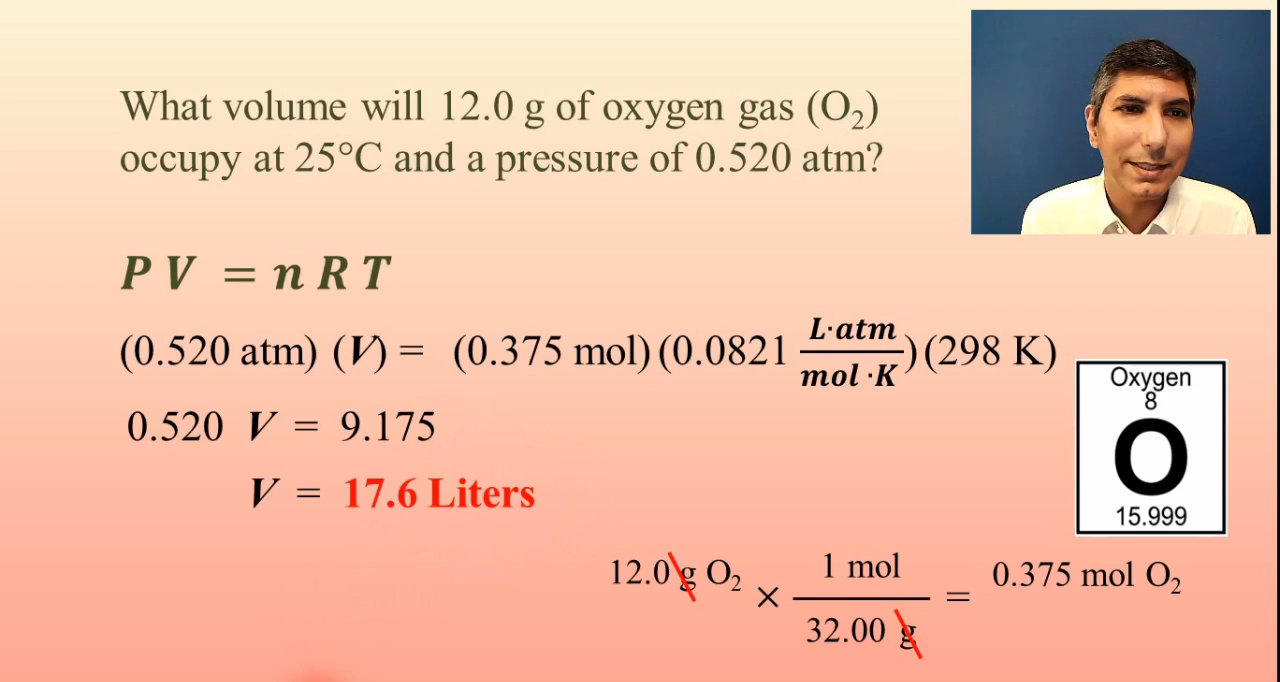 What volume will 12.0 g of oxygen gas (O₂)
occupy at 25°C and a pressure of 0.520 atm?
P V = n R T
(0.520 atm) (V) = (0.375 mol) (0.0821 L·atm/mol ·K) (298 K)
Oxygen
8
O
15.999
0.520 V = 9.175
V = 17.6 Liters
12.0 g O₂ × 1 mol/32.00 g = 0.375 mol O₂